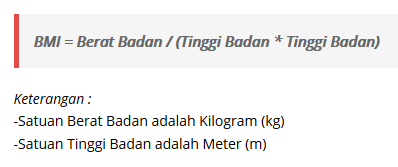 BMI = Berat Badan / (Tinggi Badan * Tinggi Badan)
Keterangan :
-Satuan Berat Badan adalah Kilogram (kg)
-Satuan Tinggi Badan adalah Meter (m)